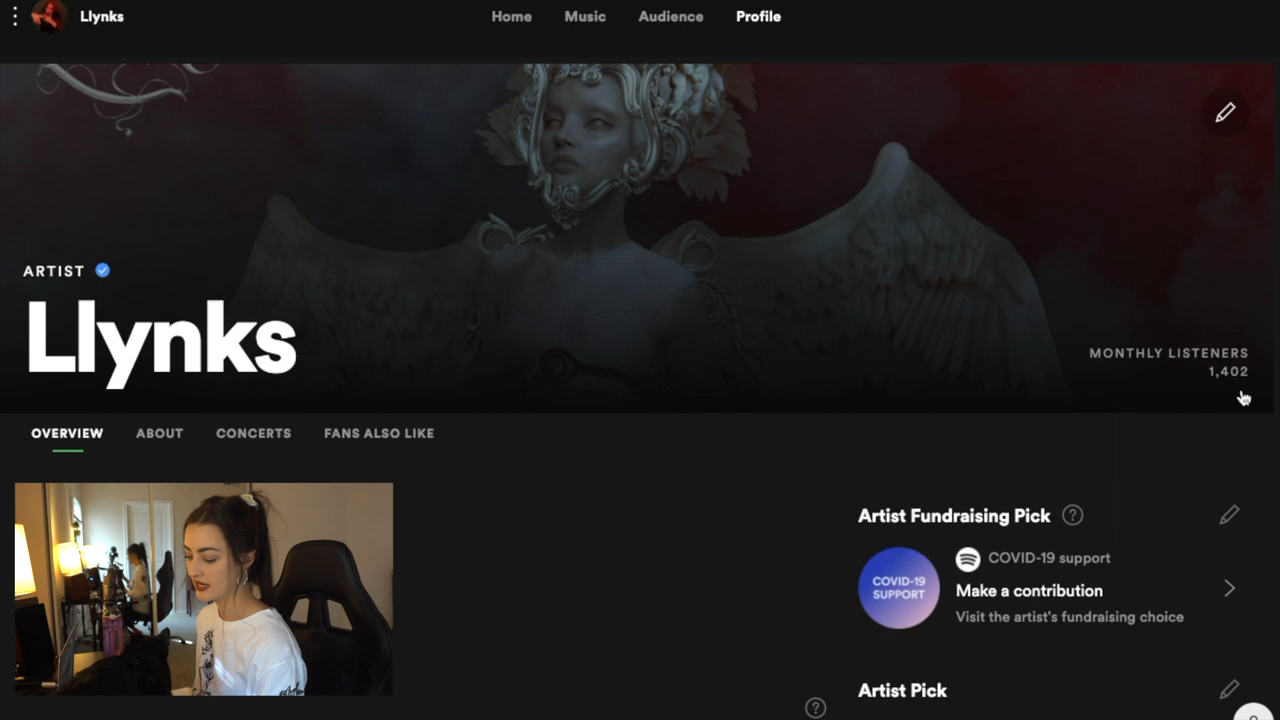 Llynks
Home Music Audience Profile
ARTIST
Llynks
MONTHLY LISTENERS
1,402
OVERVIEW ABOUT CONCERTS FANS ALSO LIKE
Artist Fundraising Pick ?
COVID-19 support
COVID-19
SUPPORT
Make a contribution
Visit the artist's fundraising choice
Artist Pick
?